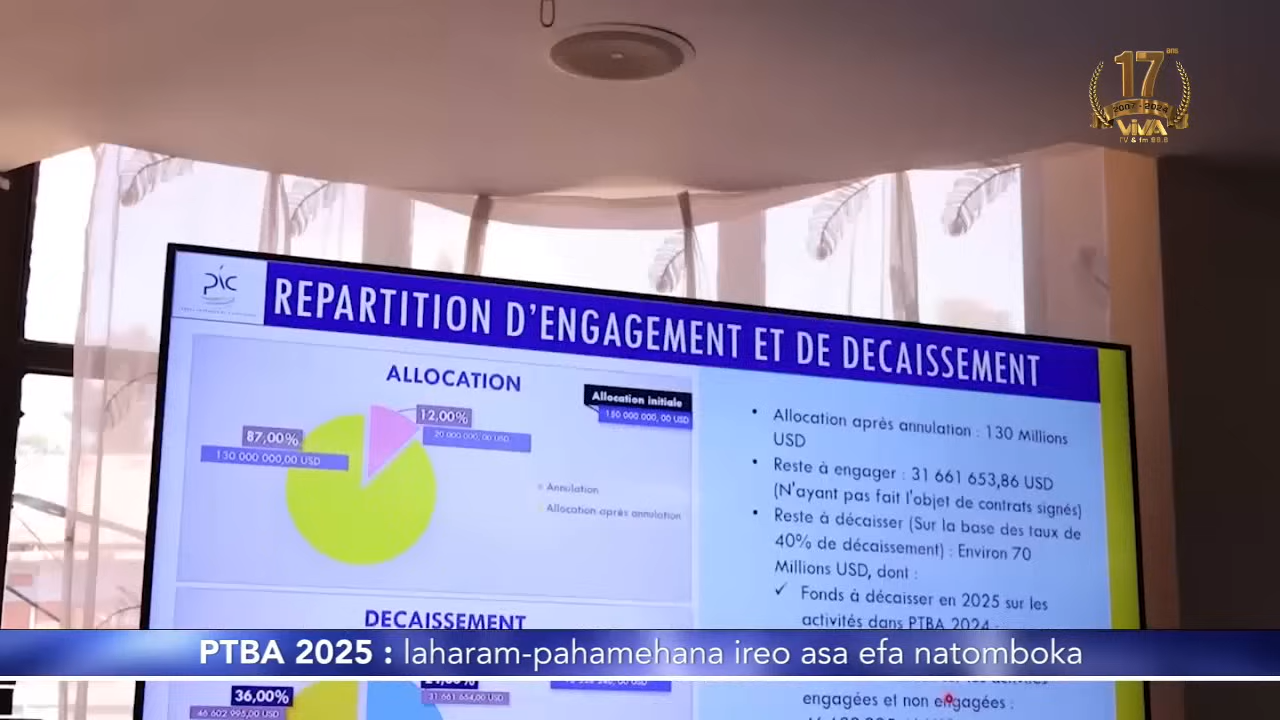 17 ans
2007 - 2024
VIVA
TV & fm
pic
REPARTITION D'ENGAGEMENT ET DE DECAISSEMENT
ALLOCATION
Allocation initiale
150 000 000, 00 USD
12,00%
20 000 000, 00 USD
87,00%
130 000 000,00 USD
Annulation
Allocation après annulation
• Allocation après annulation : 130 Millions
USD
• Reste à engager : 31 661 653,86 USD
(N'ayant pas fait l'objet de contrats signés)
• Reste à décaisser (Sur la base des taux de
40% de décaissement) : Environ 70
Millions USD, dont :
✓ Fonds à décaisser en 2025 sur les
activités dans PTBA 2024
engagées et non engagées :
DECAISSEMENT
36,00%
46 602 995,00 USD
31 661 654,00 USD
PTBA 2025 : laharam-pahamehana ireo asa efa natomboka